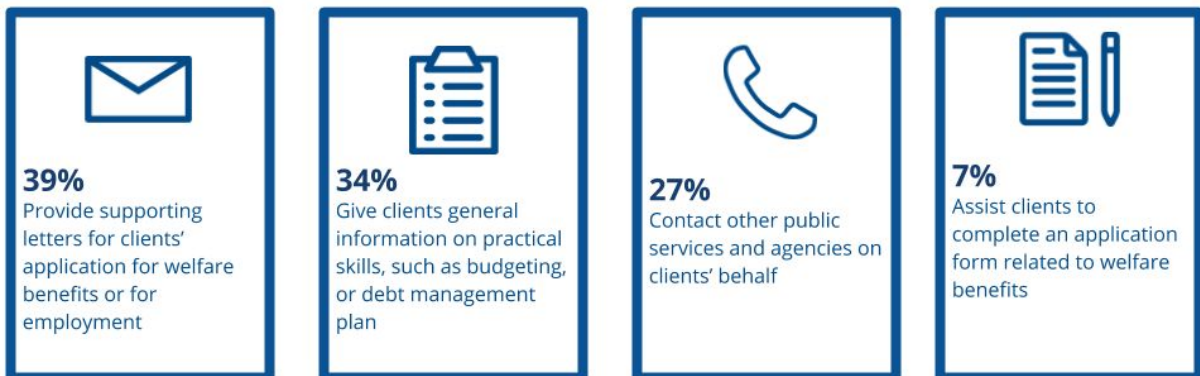 39%
Provide supporting
letters for clients’
application for welfare
benefits or for
employment
34%
Give clients general
information on practical
skills, such as budgeting,
or debt management
plan
27%
Contact other public
services and agencies on
clients’ behalf
7%
Assist clients to
complete an application
form related to welfare
benefits